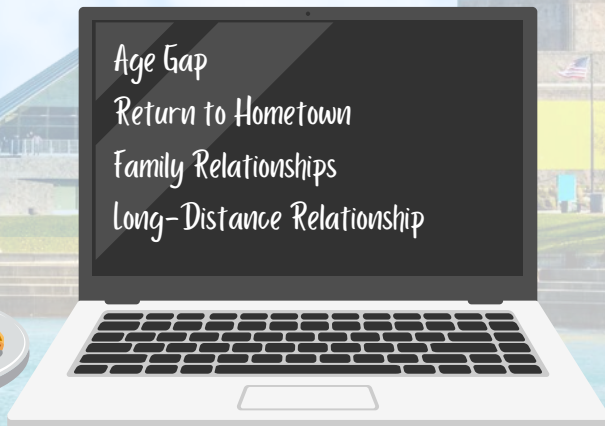 Age Gap
Return to Hometown
Family Relationships
Long-Distance Relationship